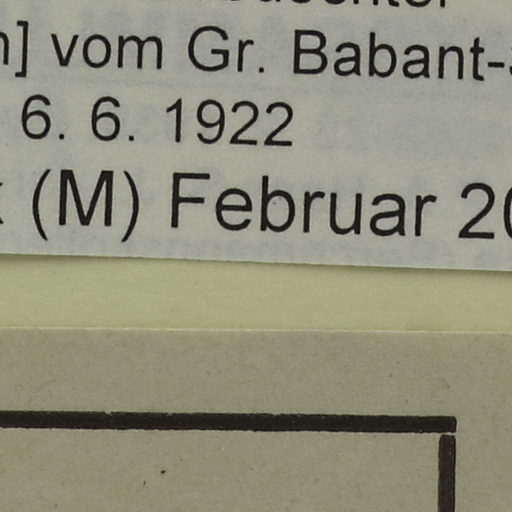 ] vom Gr. Babant-
6. 6. 1922
(M) Februar 20